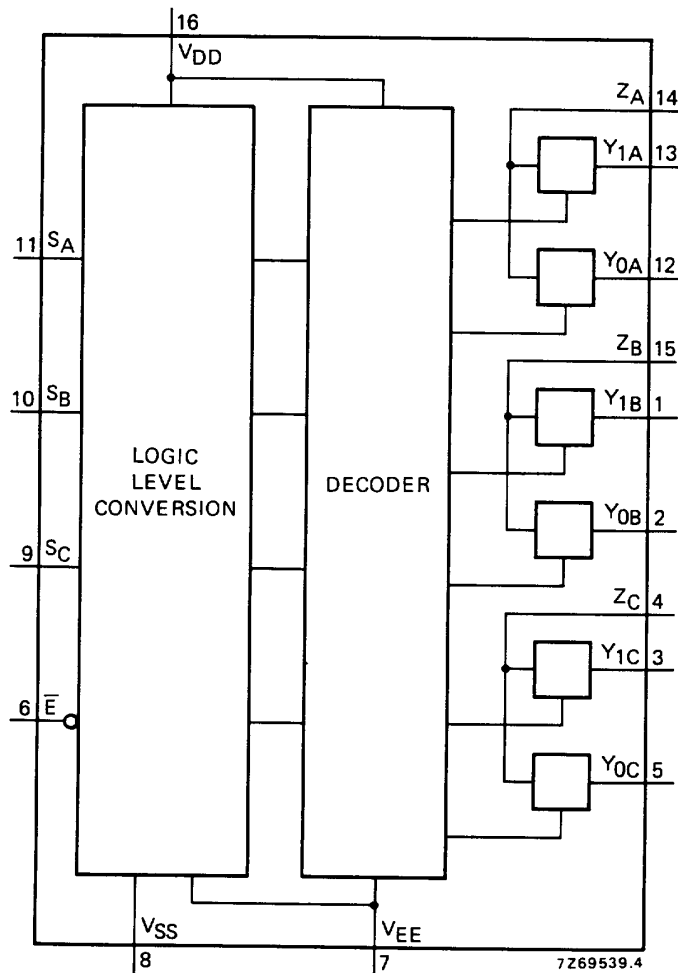 16
VDD
ZA 14
Y1A 13
11 SA
Y0A 12
ZB 15
10 SB
Y1B 1
LOGIC
LEVEL
CONVERSION
DECODER
Y0B 2
9 SC
ZC 4
Y1C 3
6 E̅
Y0C 5
VSS
VEE
8
7
7Z69539.4